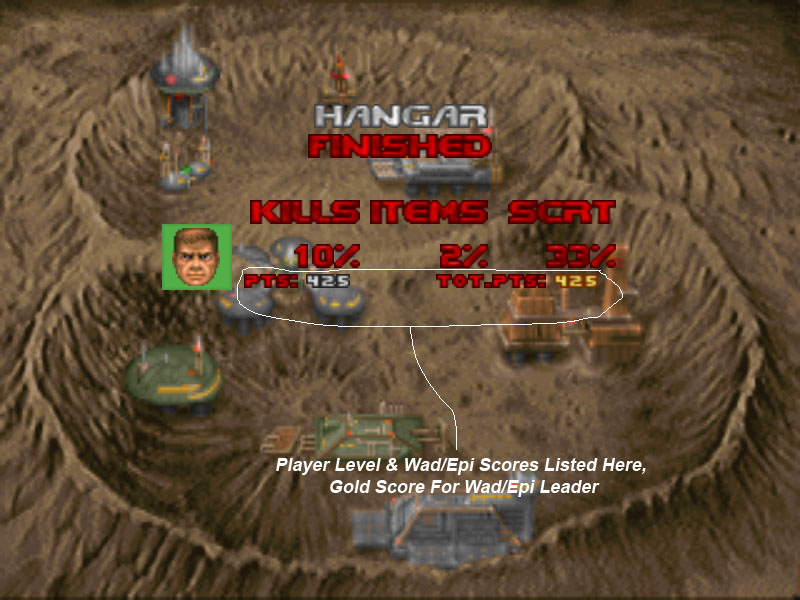 HANGAR
FINISHED
KILLS ITEMS SCRT
10% 2% 33%
PTS: 425 TOT.PTS: 425
Player Level & Wad/Epi Scores Listed Here,
Gold Score For Wad/Epi Leader